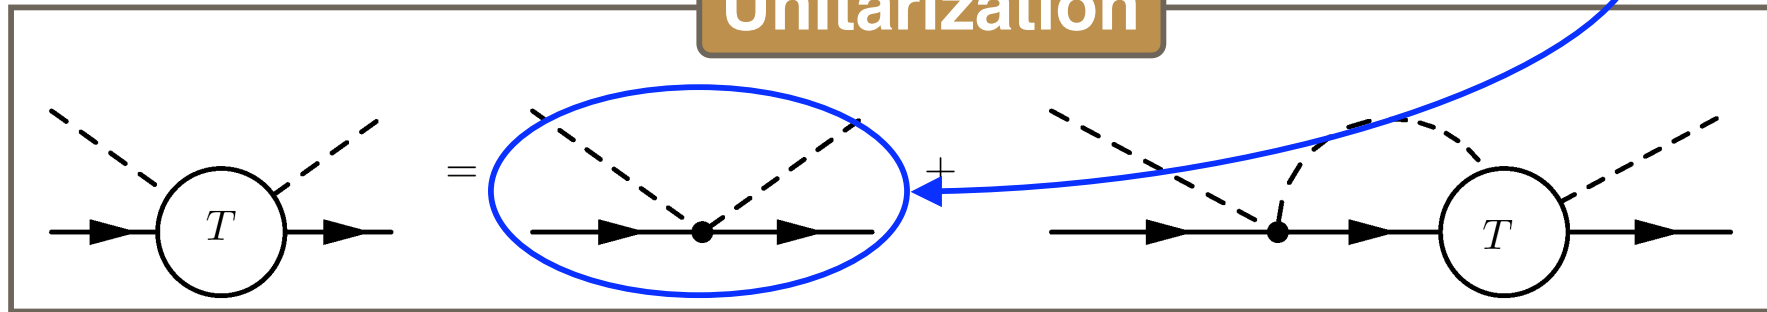 Unitarization
T = + T